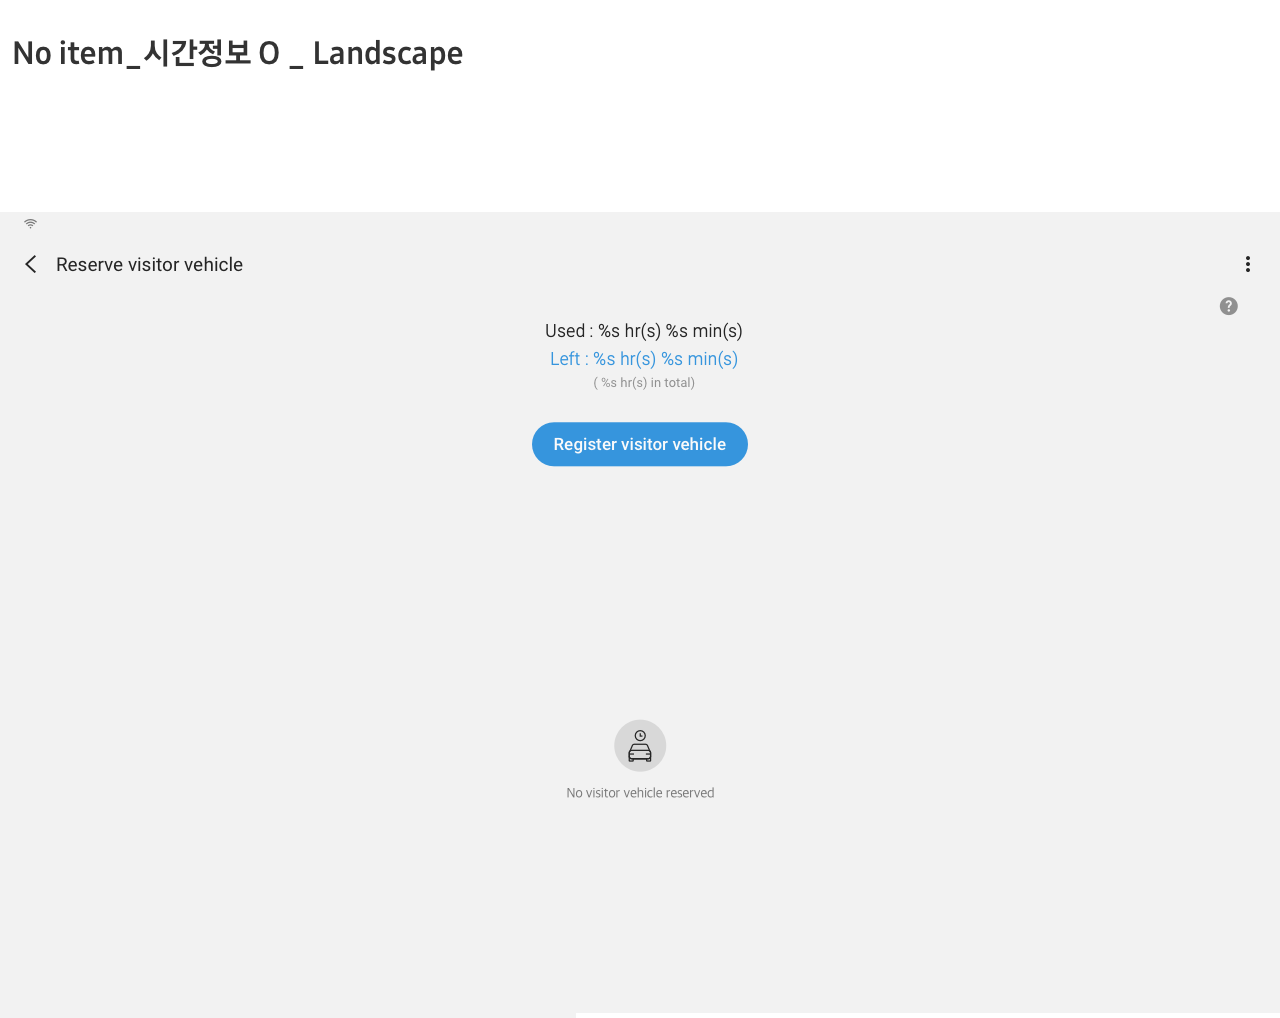 No item_시간정보 O _ Landscape
Reserve visitor vehicle
?
Used : %s hr(s) %s min(s)
Left : %s hr(s) %s min(s)
( %s hr(s) in total)
Register visitor vehicle
No visitor vehicle reserved